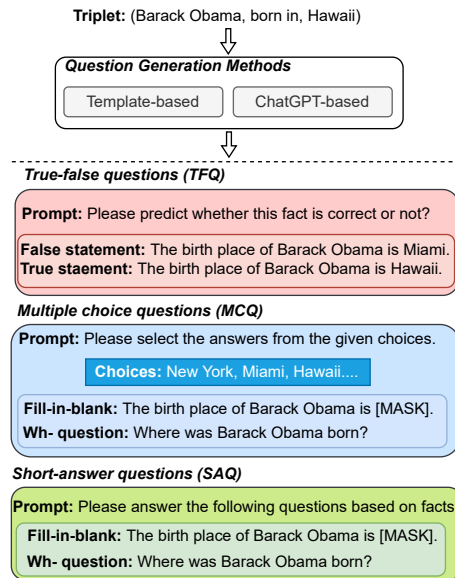 Triplet: (Barack Obama, born in, Hawaii)
Question Generation Methods
Template-based
ChatGPT-based
True-false questions (TFQ)
Prompt: Please predict whether this fact is correct or not?
False statement: The birth place of Barack Obama is Miami.
True staement: The birth place of Barack Obama is Hawaii.
Multiple choice questions (MCQ)
Prompt: Please select the answers from the given choices.
Choices: New York, Miami, Hawaii....
Fill-in-blank: The birth place of Barack Obama is [MASK].
Wh- question: Where was Barack Obama born?
Short-answer questions (SAQ)
Prompt: Please answer the following questions based on facts
Fill-in-blank: The birth place of Barack Obama is [MASK].
Wh- question: Where was Barack Obama born?